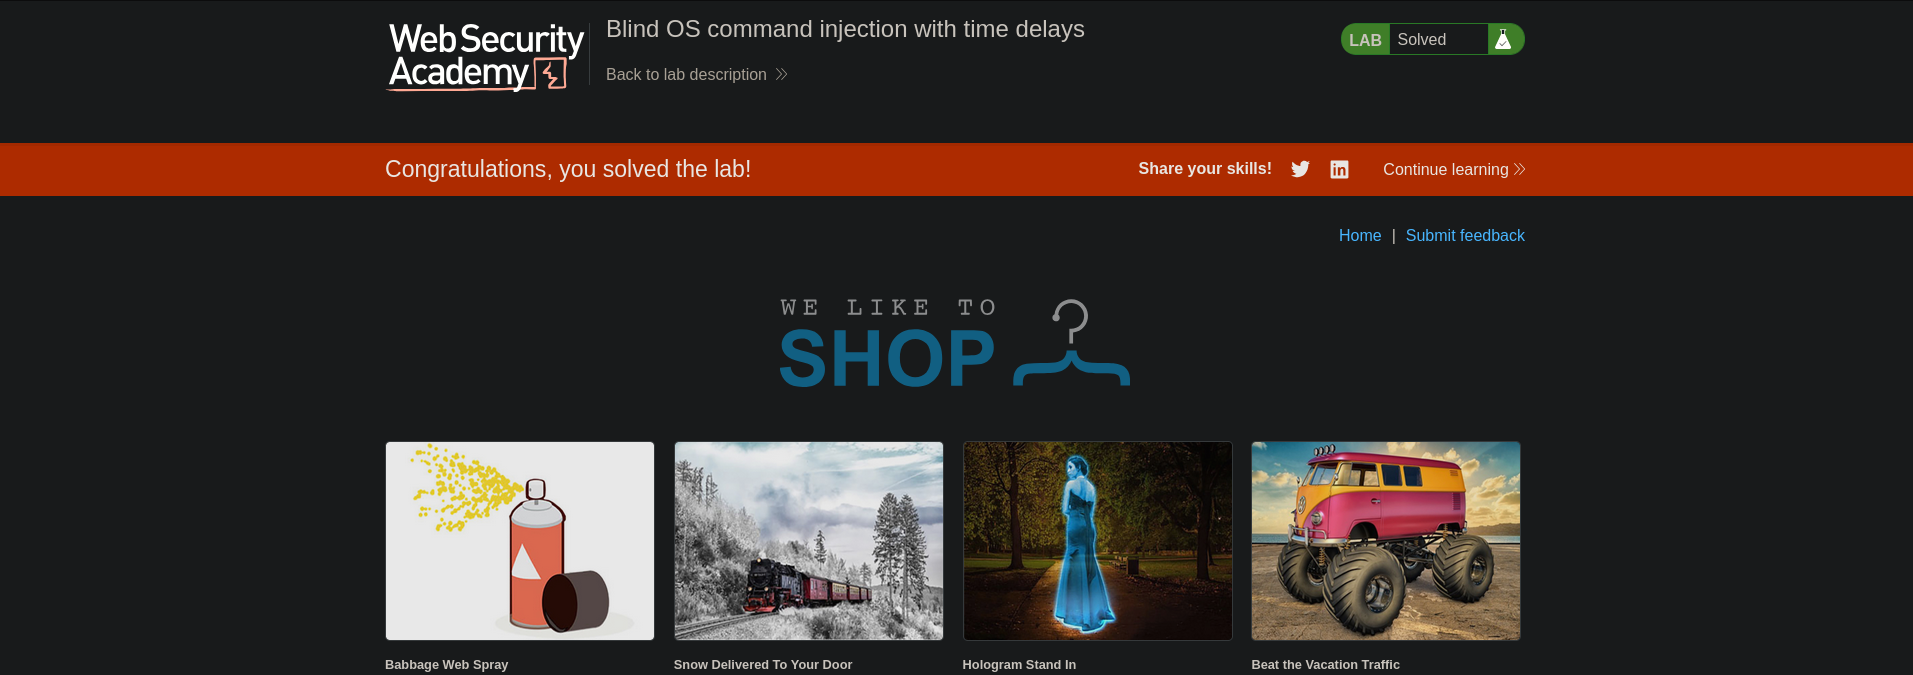 Web Security
Academy
Blind OS command injection with time delays
Back to lab description
LAB Solved
Congratulations, you solved the lab!
Share your skills!
Continue learning
Home | Submit feedback
WE LIKE TO
SHOP
Babbage Web Spray
Snow Delivered To Your Door
Hologram Stand In
Beat the Vacation Traffic